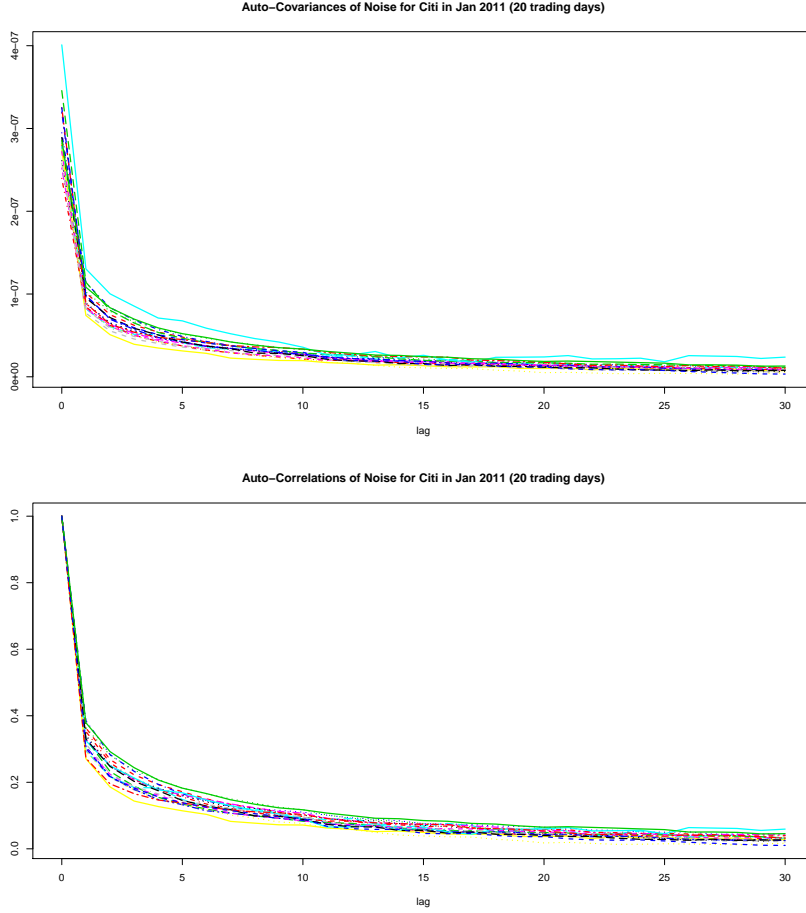 Auto−Covariances of Noise for Citi in Jan 2011 (20 trading days)
4e−07
3e−07
2e−07
1e−07
0e+00
0 5 10 15 20 25 30
lag
Auto−Correlations of Noise for Citi in Jan 2011 (20 trading days)
1.0
0.8
0.6
0.4
0.2
0.0
0 5 10 15 20 25 30
lag